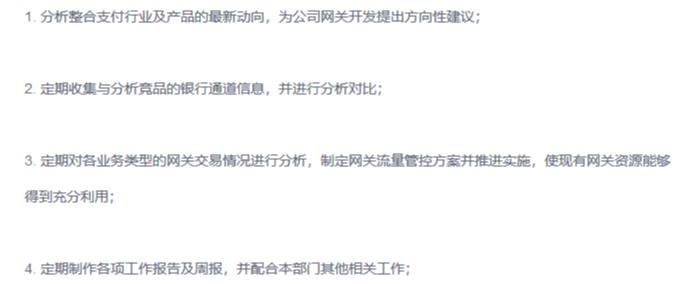 1. 分析整合支付行业及产品的最新动向，为公司网关开发提出方向性建议；
2. 定期收集与分析竞品的银行通道信息，并进行分析对比；
3. 定期对各业务类型的网关交易情况进行分析，制定网关流量管控方案并推进实施，使现有网关资源能够
得到充分利用；
4. 定期制作各项工作报告及周报，并配合本部门其他相关工作；